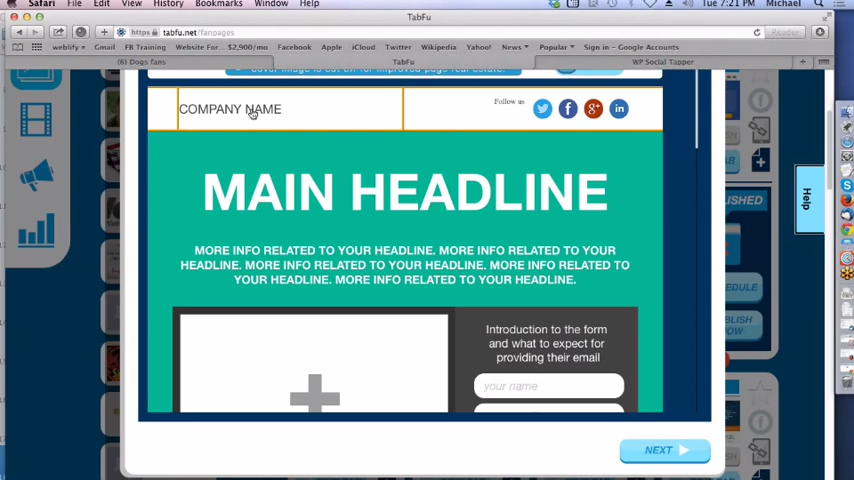 Safari File Edit View History Bookmarks Window Help
Tue 7:21 PM Michael
TabFu
https tabfu.net/fanpages
Reader
weblify Gmail FB Training Website For...$2,900/mo Facebook Apple iCloud Twitter Wikipedia Yahoo! News Popular Sign in - Google Accounts
(6) Dogs fans TabFu WP Social Tapper
cover image is cut off for improved page real estate.
COMPANY NAME
Follow us
MAIN HEADLINE
MORE INFO RELATED TO YOUR HEADLINE. MORE INFO RELATED TO YOUR
HEADLINE. MORE INFO RELATED TO YOUR HEADLINE. MORE INFO RELATED TO
YOUR HEADLINE. MORE INFO RELATED TO YOUR HEADLINE.
Introduction to the form
and what to expect for
providing their email
your name
NEXT
Help